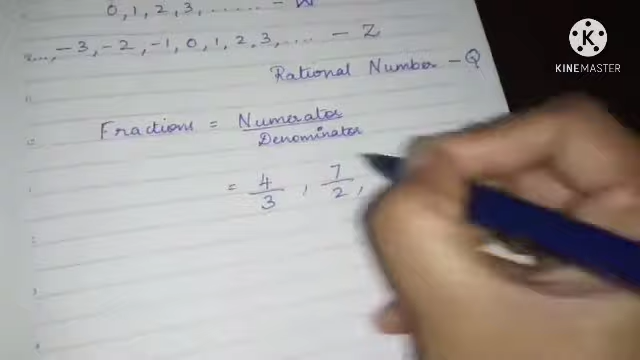 0, 1, 2, 3, ....... - W
...., -3, -2, -1, 0, 1, 2, 3, .... - Z
Rational Number - Q
Fractions = Numerator
Denominator
= 4/3, 7/2,
K
KINEMASTER